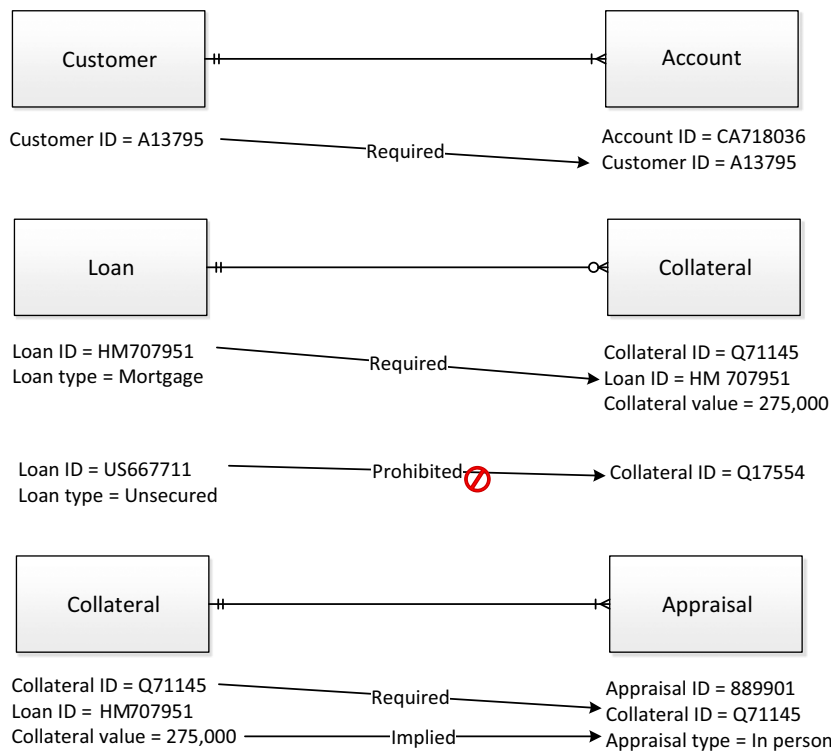 Customer
Account
Customer ID = A13795
Required
Account ID = CA718036
Customer ID = A13795
Loan
Collateral
Loan ID = HM707951
Loan type = Mortgage
Required
Collateral ID = Q71145
Loan ID = HM 707951
Collateral value = 275,000
Loan ID = US667711
Loan type = Unsecured
Prohibited
Collateral ID = Q17554
Collateral
Appraisal
Collateral ID = Q71145
Loan ID = HM707951
Collateral value = 275,000
Required
Implied
Appraisal ID = 889901
Collateral ID = Q71145
Appraisal type = In person